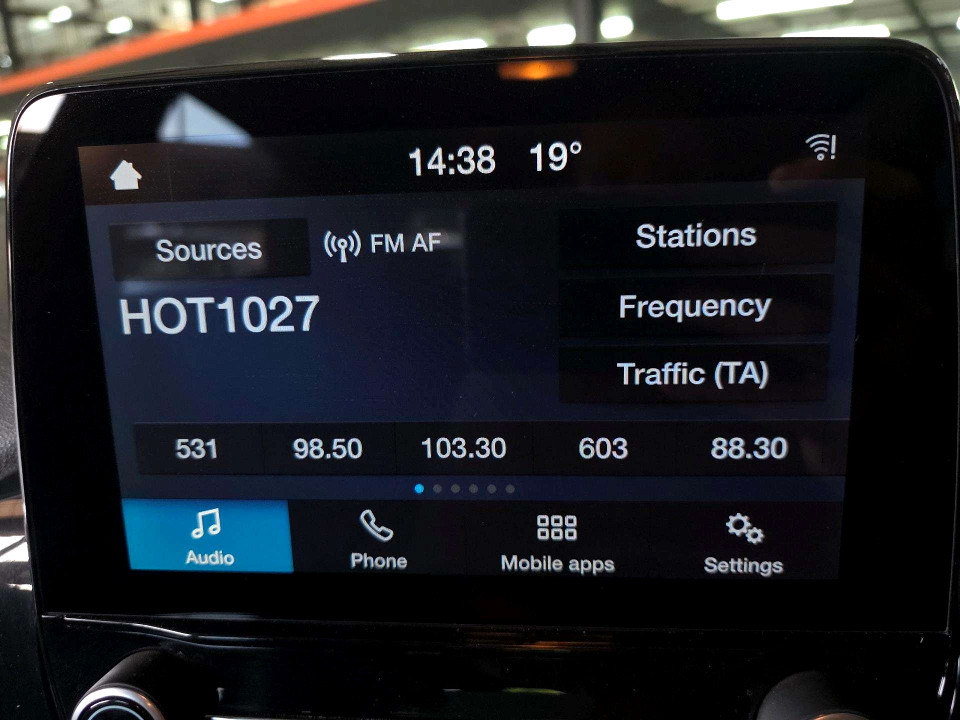 14:38 19°
Sources FM AF Stations
HOT1027
Frequency
Traffic (TA)
531 98.50 103.30 603 88.30
Audio Phone Mobile apps Settings